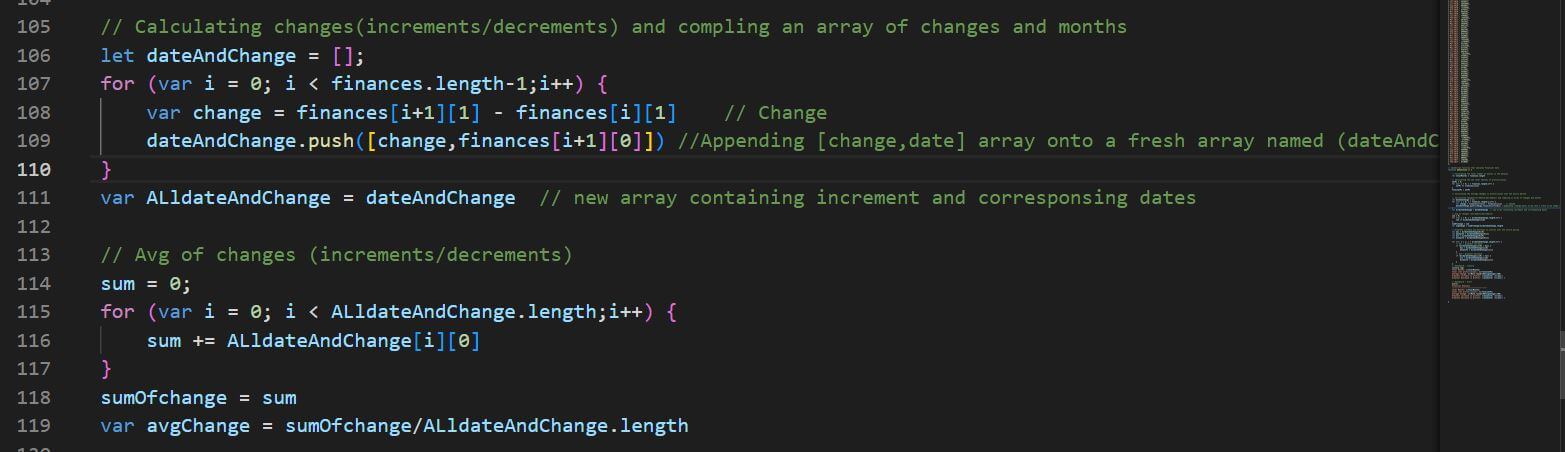 105 // Calculating changes(increments/decrements) and compling an array of changes and months
106 let dateAndChange = [];
107 for (var i = 0; i < finances.length-1;i++) {
108 var change = finances[i+1][1] - finances[i][1] // Change
109 dateAndChange.push([change,finances[i+1][0]]) //Appending [change,date] array onto a fresh array named (dateAndC
110 }
111 var ALldateAndChange = dateAndChange // new array containing increment and corresponsing dates
112
113 // Avg of changes (increments/decrements)
114 sum = 0;
115 for (var i = 0; i < ALldateAndChange.length;i++) {
116 sum += ALldateAndChange[i][0]
117 }
118 sumOfchange = sum
119 var avgChange = sumOfchange/ALldateAndChange.length